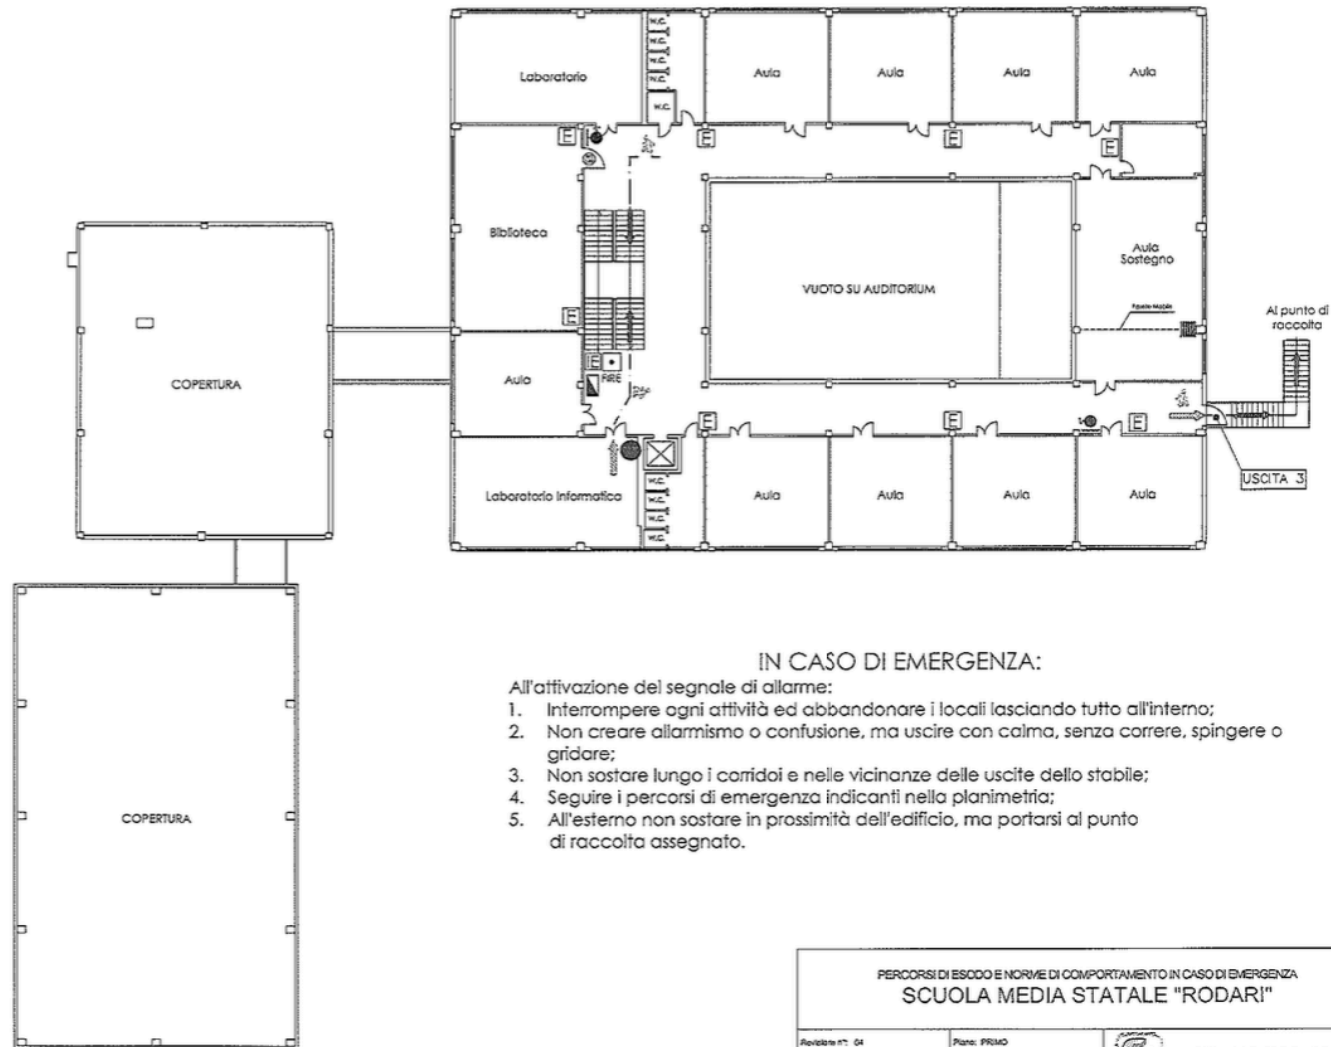 W.C.
W.C.
W.C.
W.C.
W.C.
Laboratorio
Aula
Aula
Aula
Aula
E
E
E
E
Biblioteca
Aula
Sostegno
VUOTO SU AUDITORIUM
E
Al punto di
raccolta
COPERTURA
Aula
E
FIRE
E
E
E
USCITA 3
Laboratorio Informatica
W.C.
W.C.
W.C.
W.C.
Aula
Aula
Aula
Aula
IN CASO DI EMERGENZA:
All'attivazione del segnale di allarme:
1. Interrompere ogni attività ed abbandonare i locali lasciando tutto all'interno;
2. Non creare allarmismo o confusione, ma uscire con calma, senza correre, spingere o
gridare;
3. Non sostare lungo i corridoi e nelle vicinanze delle uscite dello stabile;
4. Seguire i percorsi di emergenza indicanti nella planimetria;
5. All'esterno non sostare in prossimità dell'edificio, ma portarsi al punto
di raccolta assegnato.
COPERTURA
PERCORSI DI ESODO E NORME DI COMPORTAMENTO IN CASO DI EMERGENZA
SCUOLA MEDIA STATALE "RODARI"
Revisione n°: 04
Piano: PRIMO